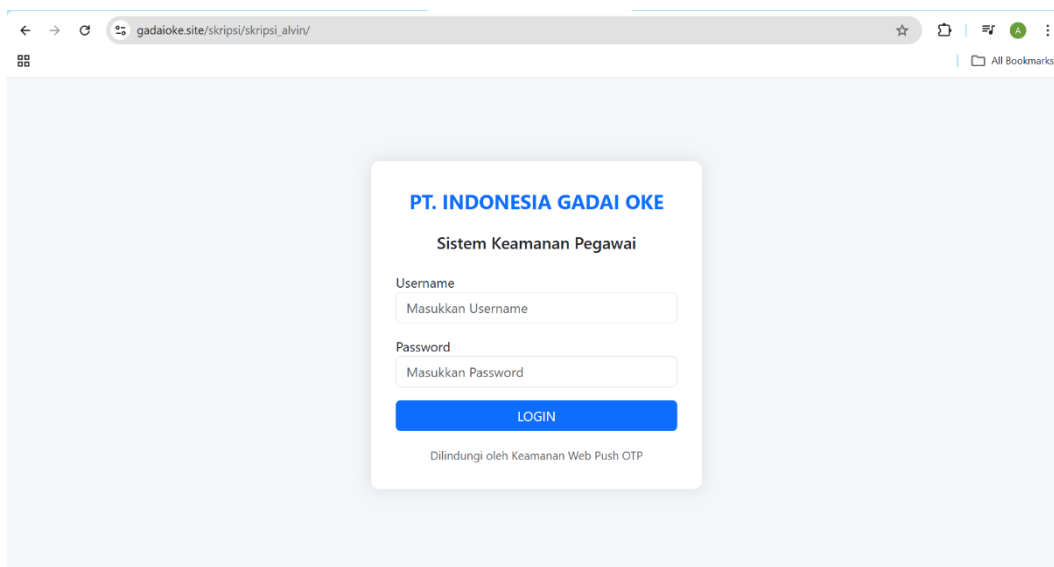 gadaioke.site/skripsi/skripsi_alvin/
A
All Bookmarks
PT. INDONESIA GADAI OKE
Sistem Keamanan Pegawai
Username
Masukkan Username
Password
Masukkan Password
LOGIN
Dilindungi oleh Keamanan Web Push OTP